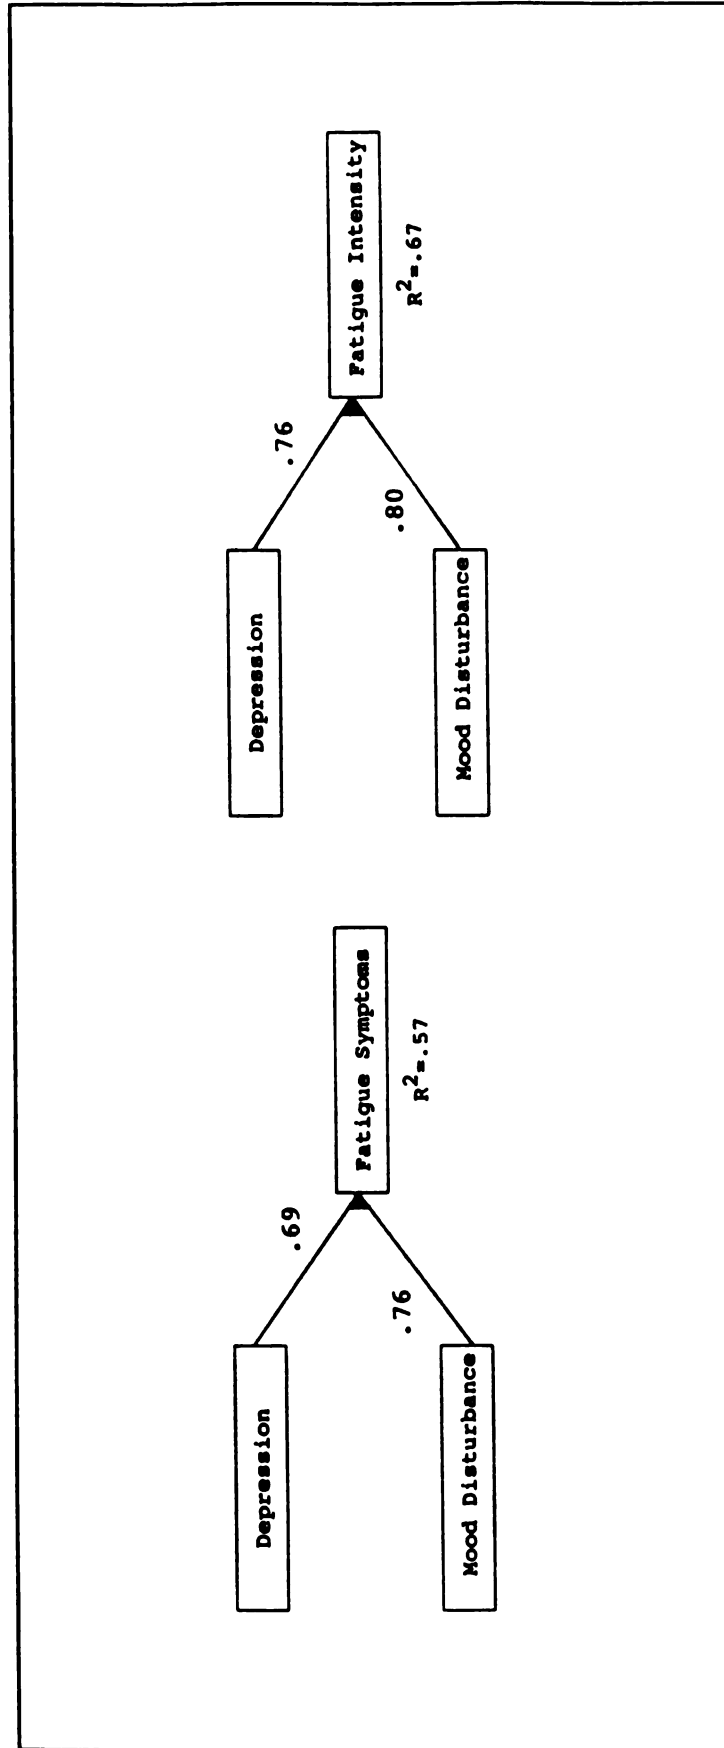 Depression
.69
Fatigue Symptoms
.76
R²=.57
Mood Disturbance
Depression
.76
Fatigue Intensity
.80
R²=.67
Mood Disturbance